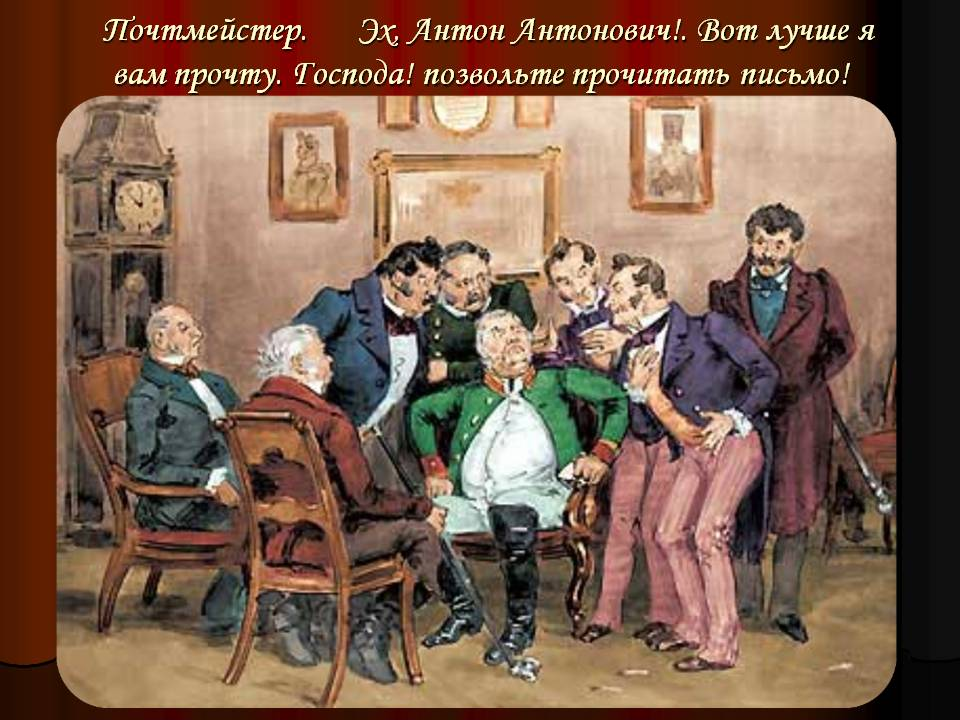 Почтмейстер. Эх, Антон Антонович!. Вот лучше я
вам прочту. Господа! позвольте прочитать письмо!